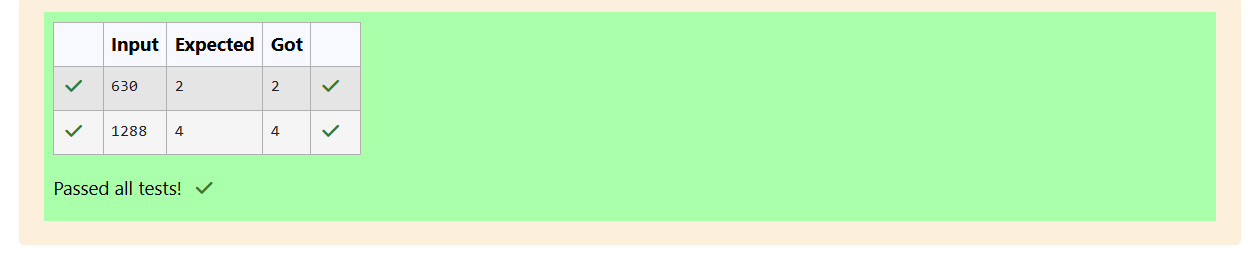 Input Expected Got
630 2 2
1288 4 4
Passed all tests!